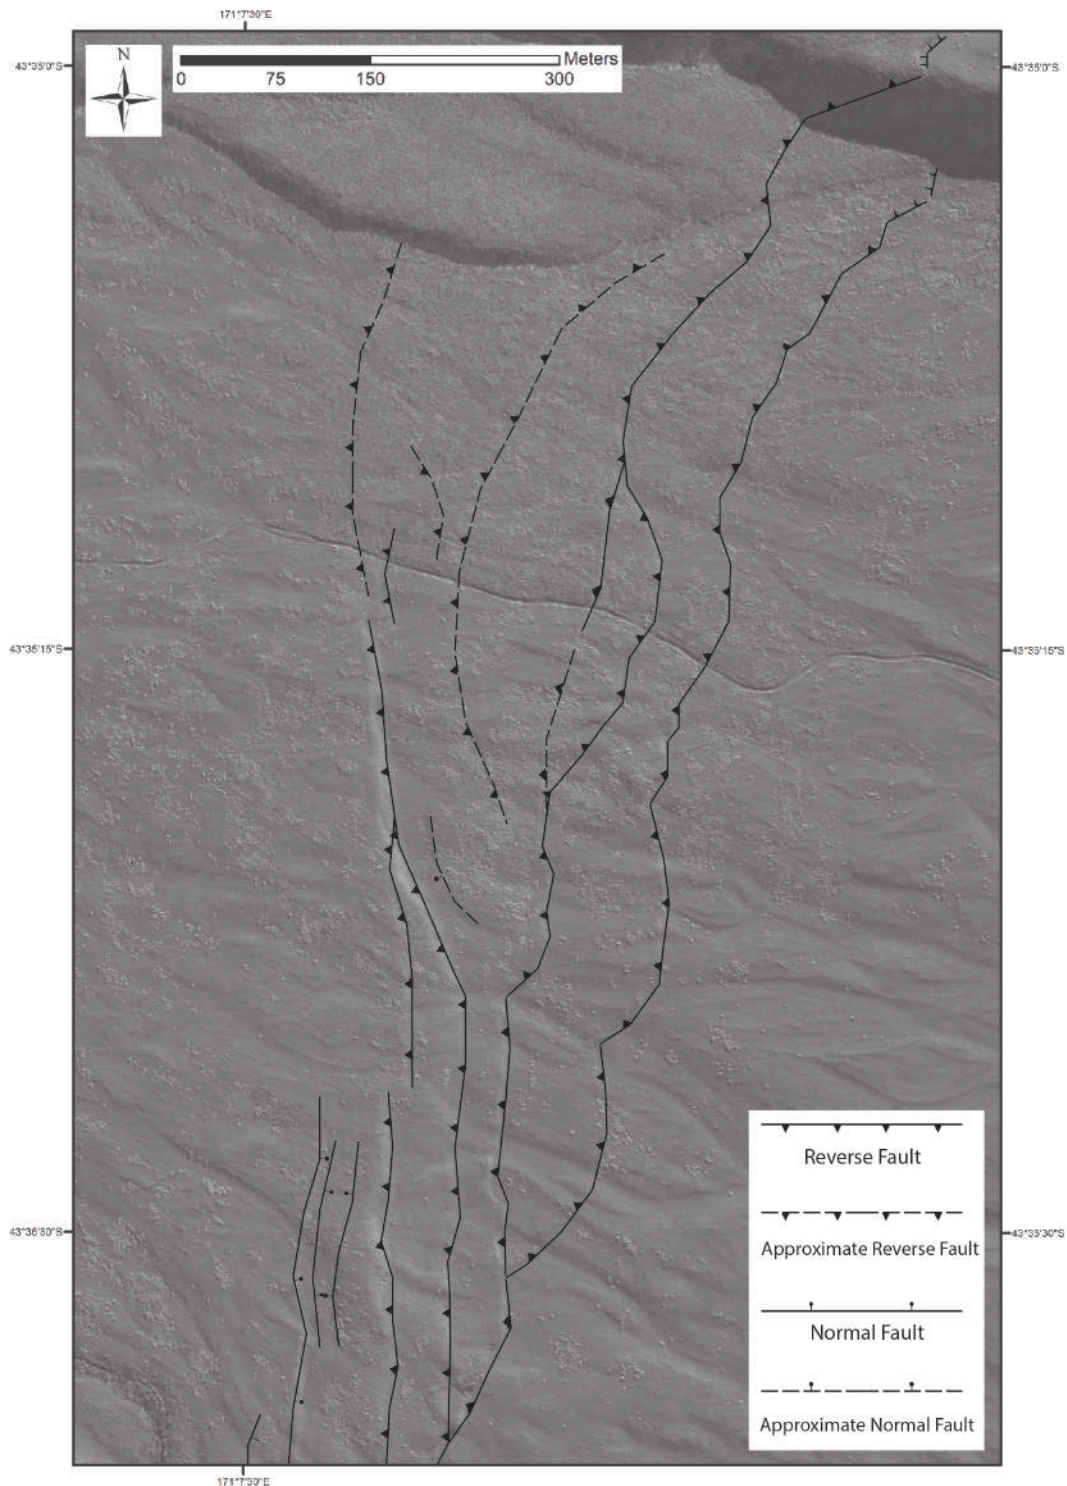 171°7'30"E
N
Meters
0 75 150 300
43°35'0"S
43°35'0"S
43°35'15"S
43°35'15"S
43°35'30"S
43°35'30"S
Reverse Fault
Approximate Reverse Fault
Normal Fault
Approximate Normal Fault
171°7'30"E